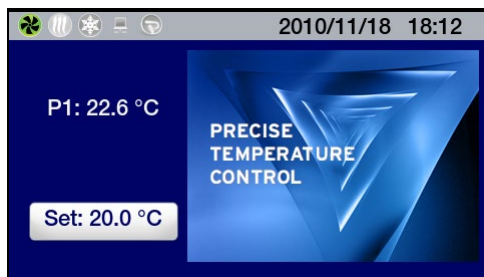 2010/11/18 18:12
P1: 22.6 °C
PRECISE
TEMPERATURE
CONTROL
Set: 20.0 °C